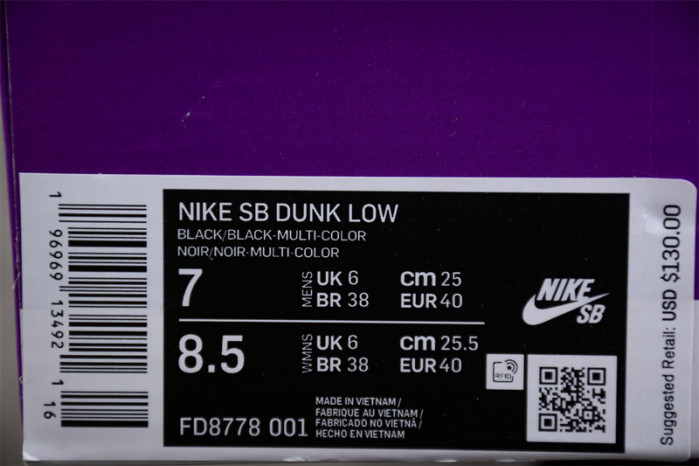 NIKE SB DUNK LOW
BLACK/BLACK-MULTI-COLOR
NOIR/NOIR-MULTI-COLOR
7 MENS UK 6 cm 25
BR 38 EUR 40
8.5 WMNS UK 6 cm 25.5
BR 38 EUR 40
FD8778 001
MADE IN VIETNAM /
FABRIQUE AU VIETNAM /
FABRICADO NO VIETNÃ /
HECHO EN VIETNAM
NIKE
SB
RFID
1 96969 13492 1 16
Suggested Retail: USD $130.00